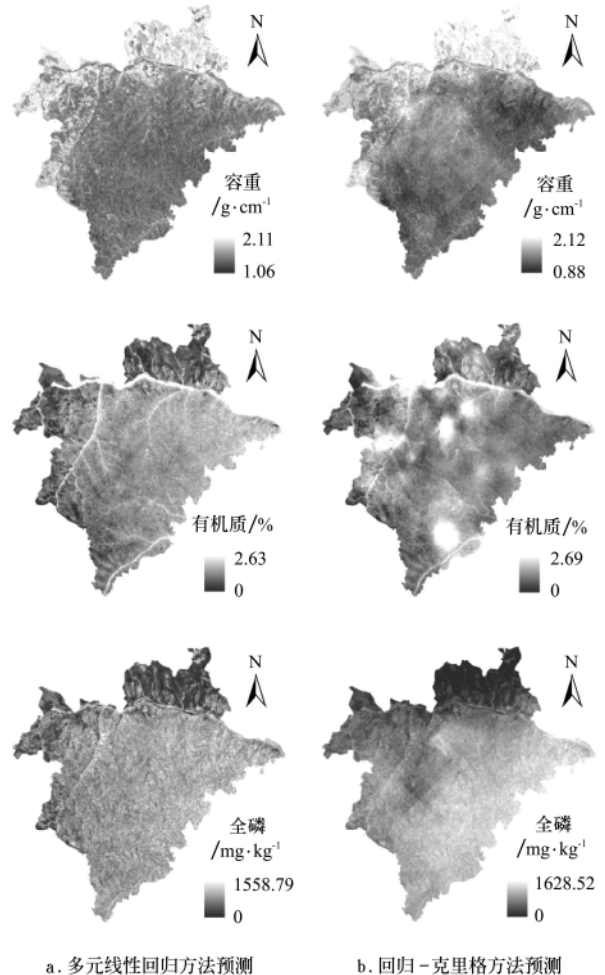 N
N
容重
/g·cm⁻¹
2.11
1.06
容重
/g·cm⁻¹
2.12
0.88
N
N
有机质/%
2.63
0
有机质/%
2.69
0
N
N
全磷
/mg·kg⁻¹
1558.79
0
全磷
/mg·kg⁻¹
1628.52
0
a.多元线性回归方法预测
b.回归-克里格方法预测